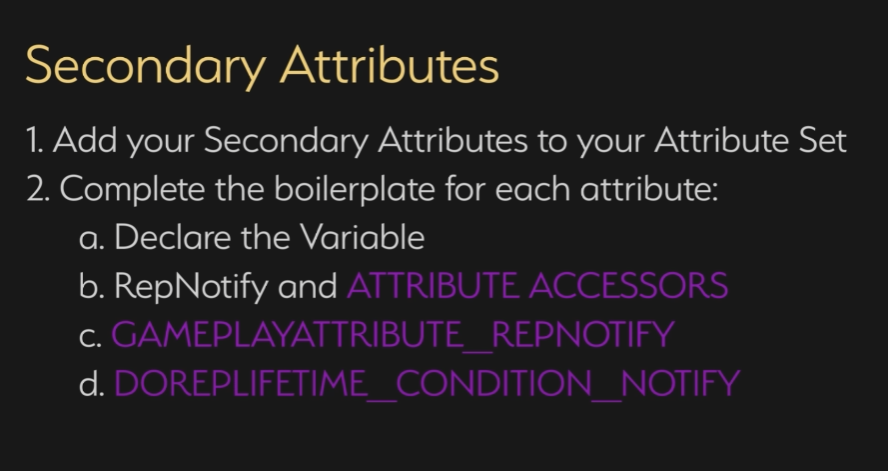 Secondary Attributes
1. Add your Secondary Attributes to your Attribute Set
2. Complete the boilerplate for each attribute:
a. Declare the Variable
b. RepNotify and ATTRIBUTE ACCESSORS
c. GAMEPLAYATTRIBUTE_REPNOTIFY
d. DOREPLIFETIME_CONDITION_NOTIFY